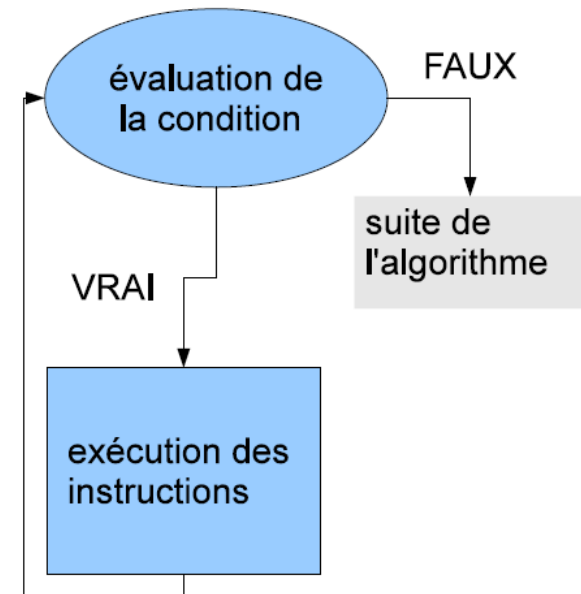 évaluation de
la condition
FAUX
suite de
l'algorithme
VRAI
exécution des
instructions